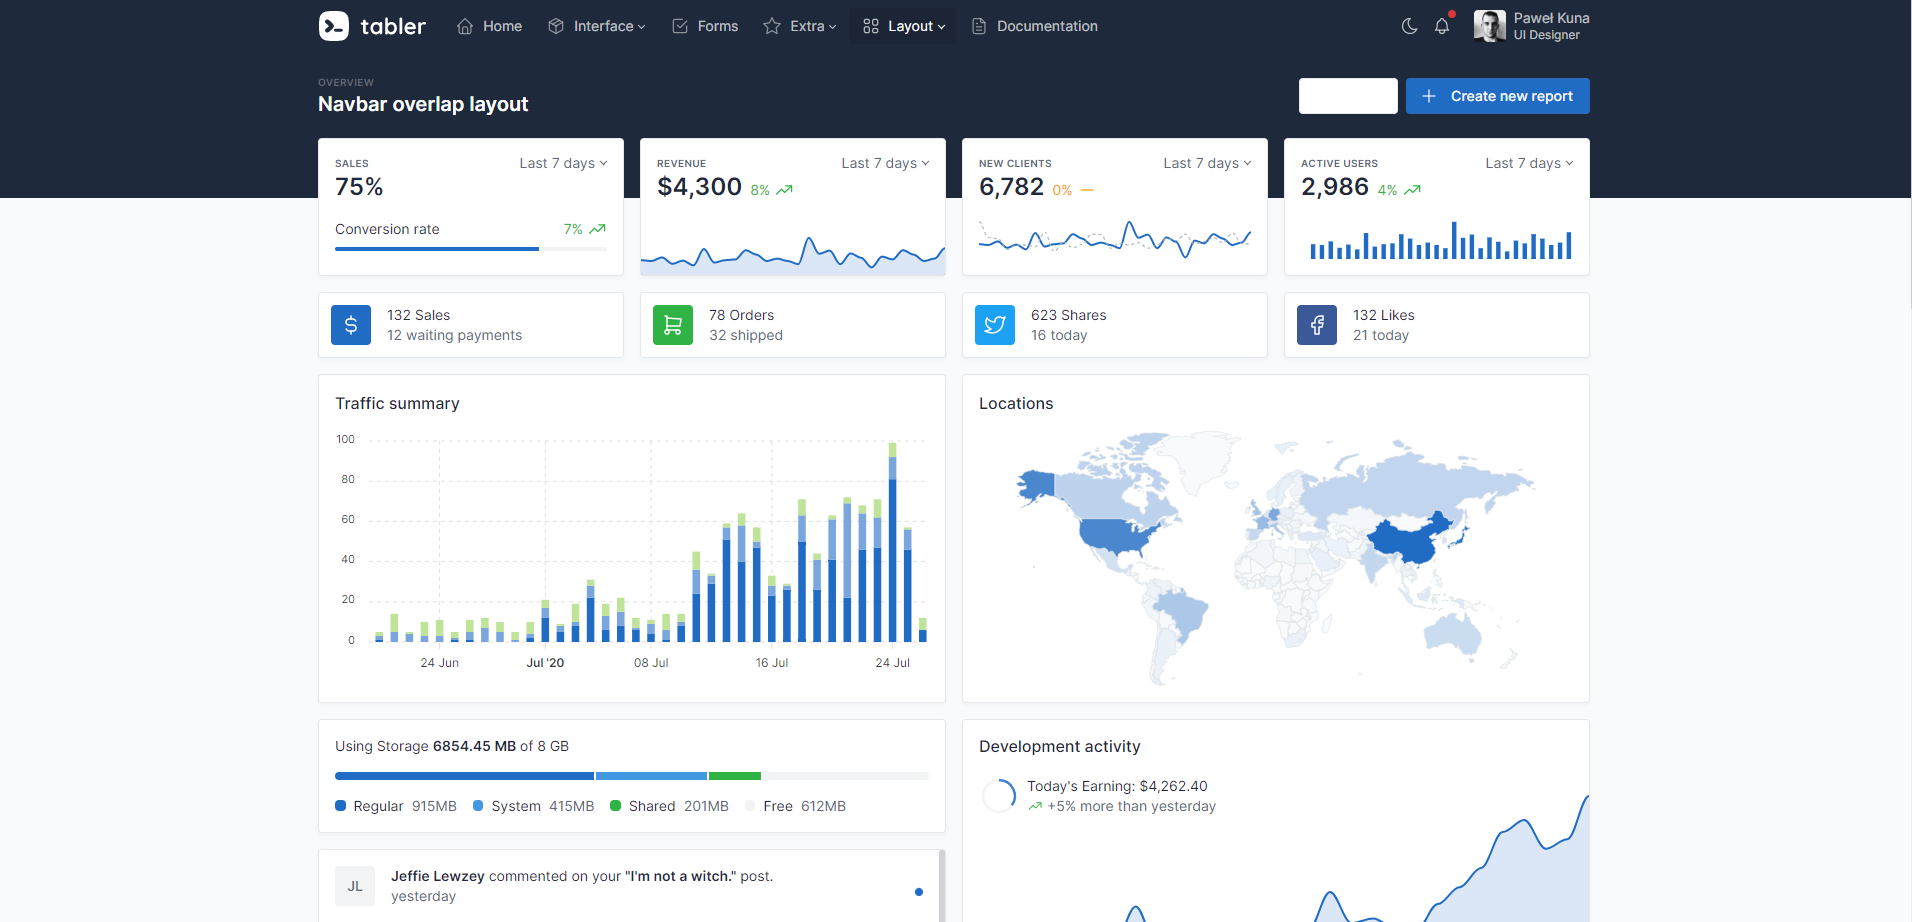 tabler
Home
Interface
Forms
Extra
Layout
Documentation
Paweł Kuna
UI Designer
OVERVIEW
Navbar overlap layout
Create new report
SALES
Last 7 days
75%
Conversion rate
7%
REVENUE
Last 7 days
$4,300 8%
NEW CLIENTS
Last 7 days
6,782 0%
ACTIVE USERS
Last 7 days
2,986 4%
132 Sales
12 waiting payments
78 Orders
32 shipped
623 Shares
16 today
132 Likes
21 today
Traffic summary
100
80
60
40
20
0
24 Jun
Jul '20
08 Jul
16 Jul
24 Jul
Locations
Using Storage 6854.45 MB of 8 GB
Regular 915MB
System 415MB
Shared 201MB
Free 612MB
Development activity
Today's Earning: $4,262.40
+5% more than yesterday
JL
Jeffie Lewzey commented on your "I'm not a witch." post.
yesterday